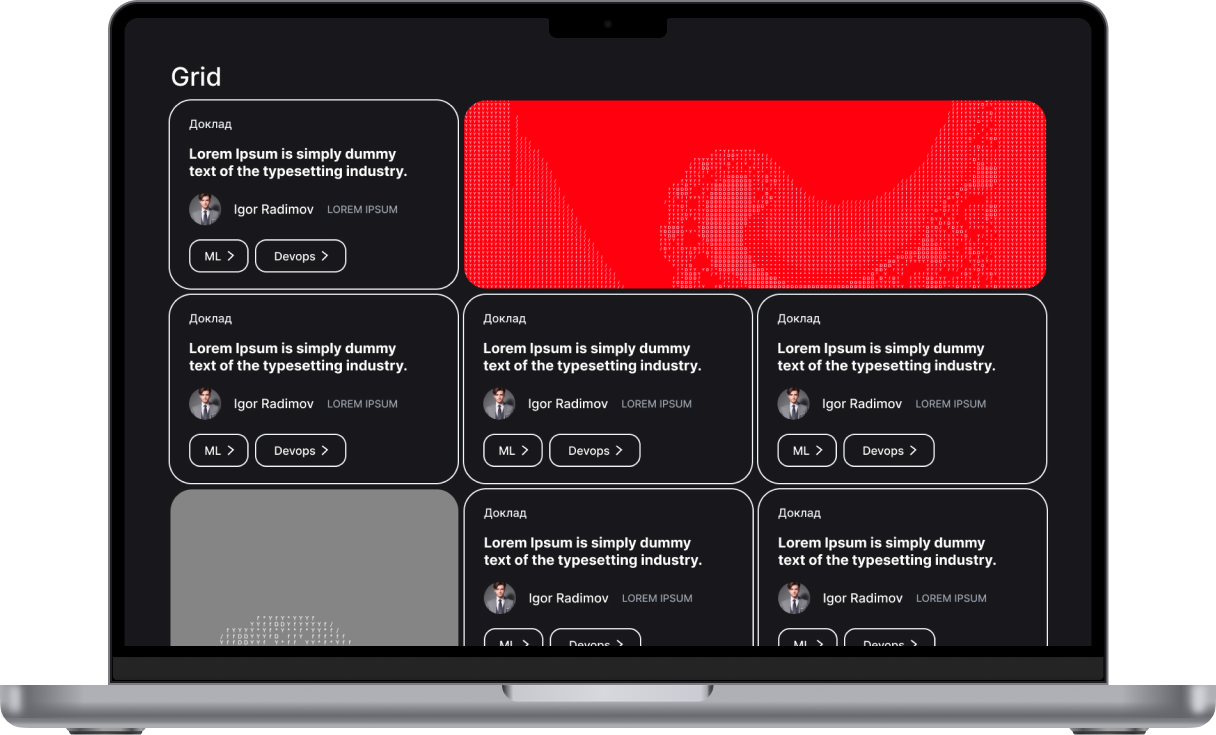 Grid
Доклад
Lorem Ipsum is simply dummy
text of the typesetting industry.
Igor Radimov LOREM IPSUM
ML Devops
Доклад
Lorem Ipsum is simply dummy
text of the typesetting industry.
Igor Radimov LOREM IPSUM
ML Devops
Доклад
Lorem Ipsum is simply dummy
text of the typesetting industry.
Igor Radimov LOREM IPSUM
ML Devops
Доклад
Lorem Ipsum is simply dummy
text of the typesetting industry.
Igor Radimov LOREM IPSUM
ML Devops
Доклад
Lorem Ipsum is simply dummy
text of the typesetting industry.
Igor Radimov LOREM IPSUM
ML Devops
Доклад
Lorem Ipsum is simply dummy
text of the typesetting industry.
Igor Radimov LOREM IPSUM
ML Devops